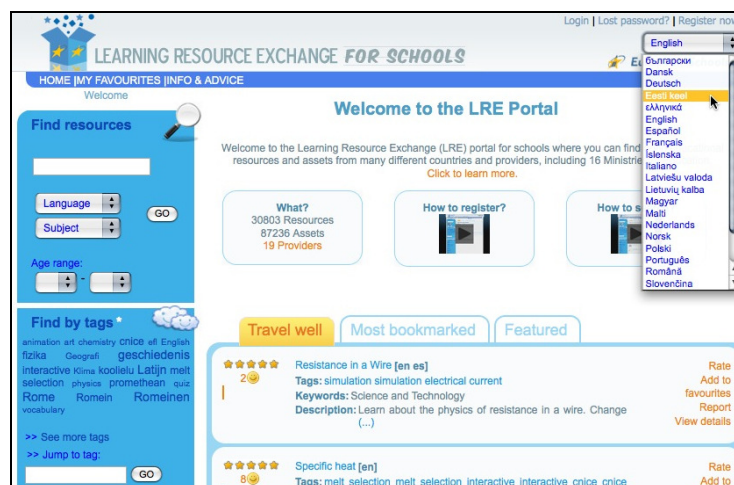 Login | Lost password? | Register now
LEARNING RESOURCE EXCHANGE FOR SCHOOLS
English
HOME |MY FAVOURITES |INFO & ADVICE
Welcome
български
Dansk
Deutsch
Eesti keel
ελληνικά
English
Español
Français
Íslenska
Italiano
Latviešu valoda
Lietuvių kalba
Magyar
Malti
Nederlands
Norsk
Polski
Português
Română
Slovenčina
Find resources
Language
Subject
GO
Age range:
-
Find by tags
animation art chemistry cnice efl English
fizika Geografi geschiedenis
interactive Klima koolielu Latijn melt
selection physics promethean quiz
Rome Romein Romeinen
vocabulary
>> See more tags
>> Jump to tag:
GO
Welcome to the LRE Portal
Welcome to the Learning Resource Exchange (LRE) portal for schools where you can find
resources and assets from many different countries and providers, including 16 Ministrie
Click to learn more.
What?
30803 Resources
87236 Assets
19 Providers
How to register?
How to s
Travel well
Most bookmarked
Featured
2
Resistance in a Wire [en es]
Tags: simulation simulation electrical current
Keywords: Science and Technology
Description: Learn about the physics of resistance in a wire. Change
(...)
Rate
Add to
favourites
Report
View details
8
Specific heat [en]
Tags: melt selection melt selection interactive interactive cnice cnice
Rate
Add to